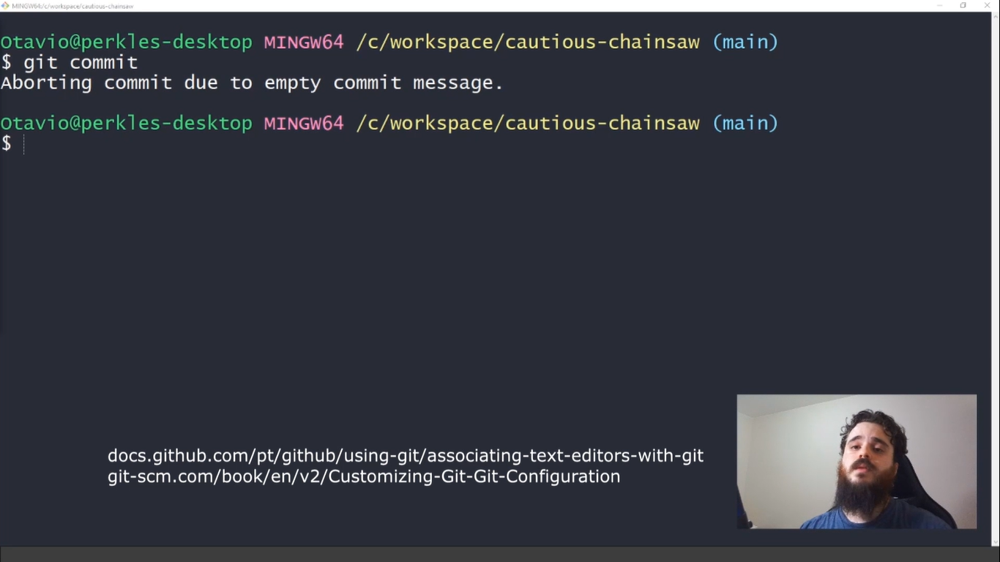 MINGW64:/c/workspace/cautious-chainsaw
Otavio@perkles-desktop MINGW64 /c/workspace/cautious-chainsaw (main)
$ git commit
Aborting commit due to empty commit message.
Otavio@perkles-desktop MINGW64 /c/workspace/cautious-chainsaw (main)
$
docs.github.com/pt/github/using-git/associating-text-editors-with-git
git-scm.com/book/en/v2/Customizing-Git-Git-Configuration